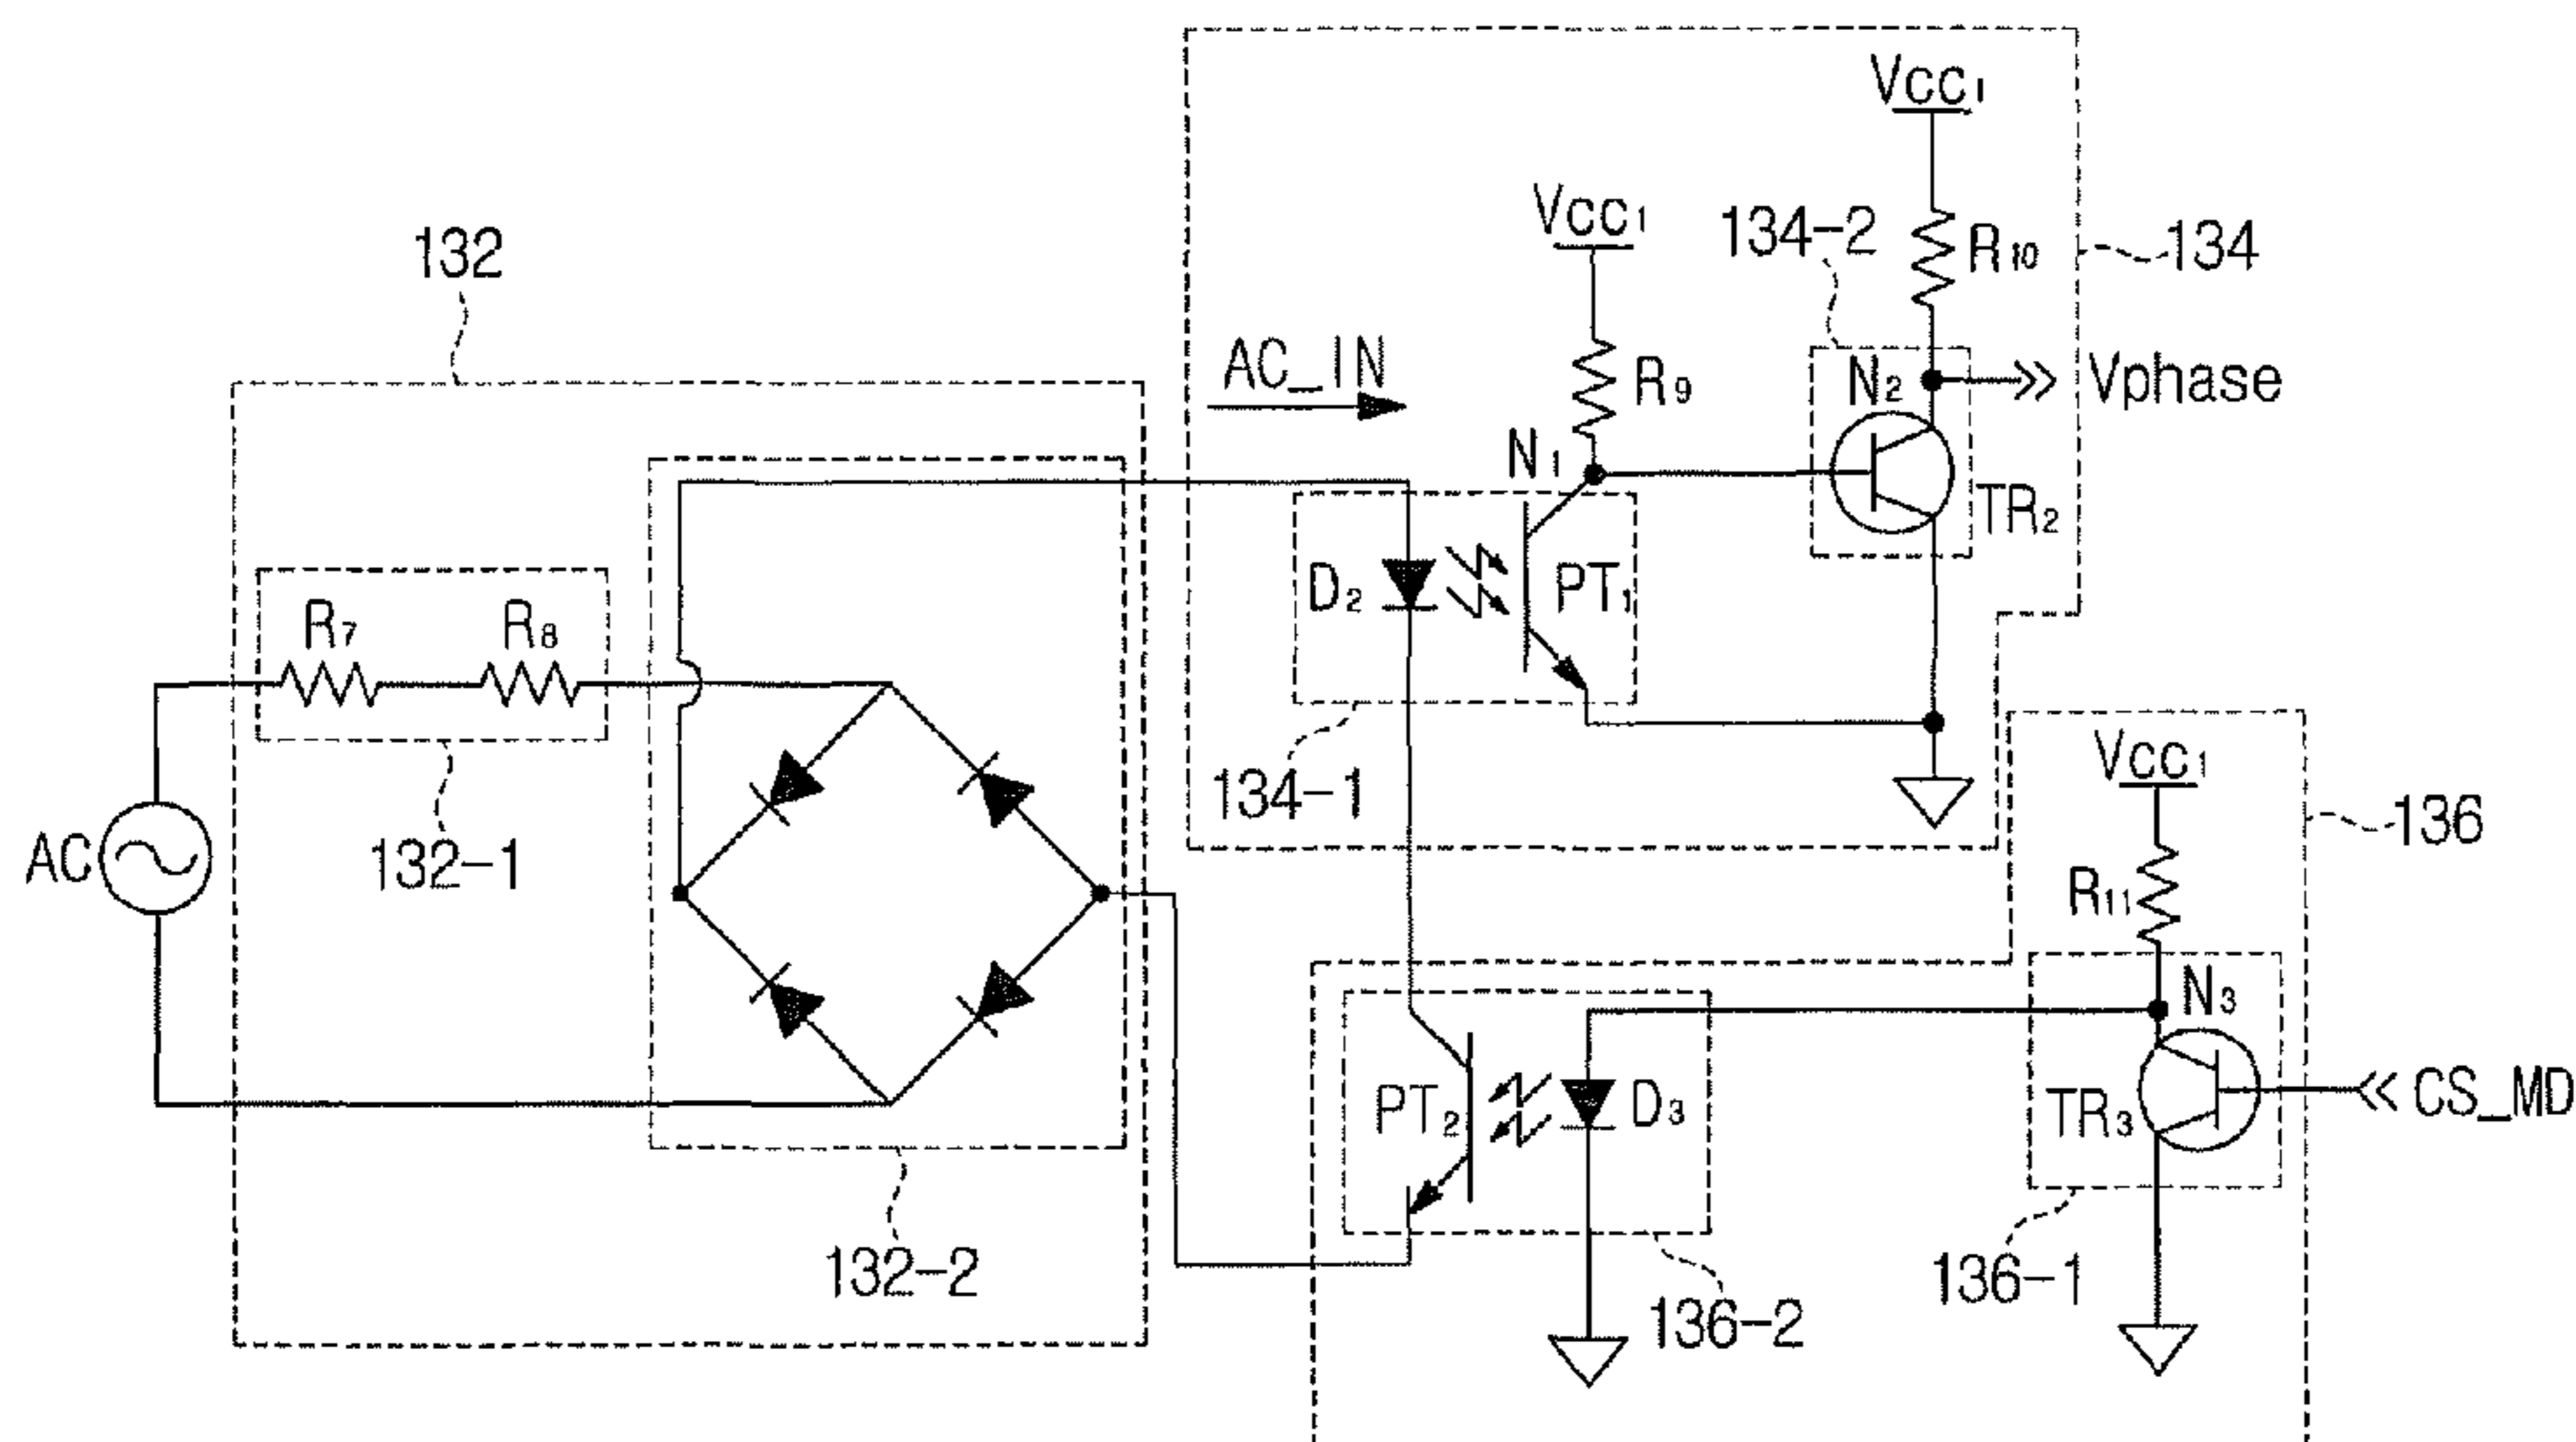 Vcc1
Vcc1
134-2
R10
134
132
AC_IN
R9
N2
Vphase
N1
TR2
D2
PT1
R7
R8
134-1
Vcc1
136
AC
132-1
R11
N3
PT2
D3
TR3
CS_MD
132-2
136-2
136-1